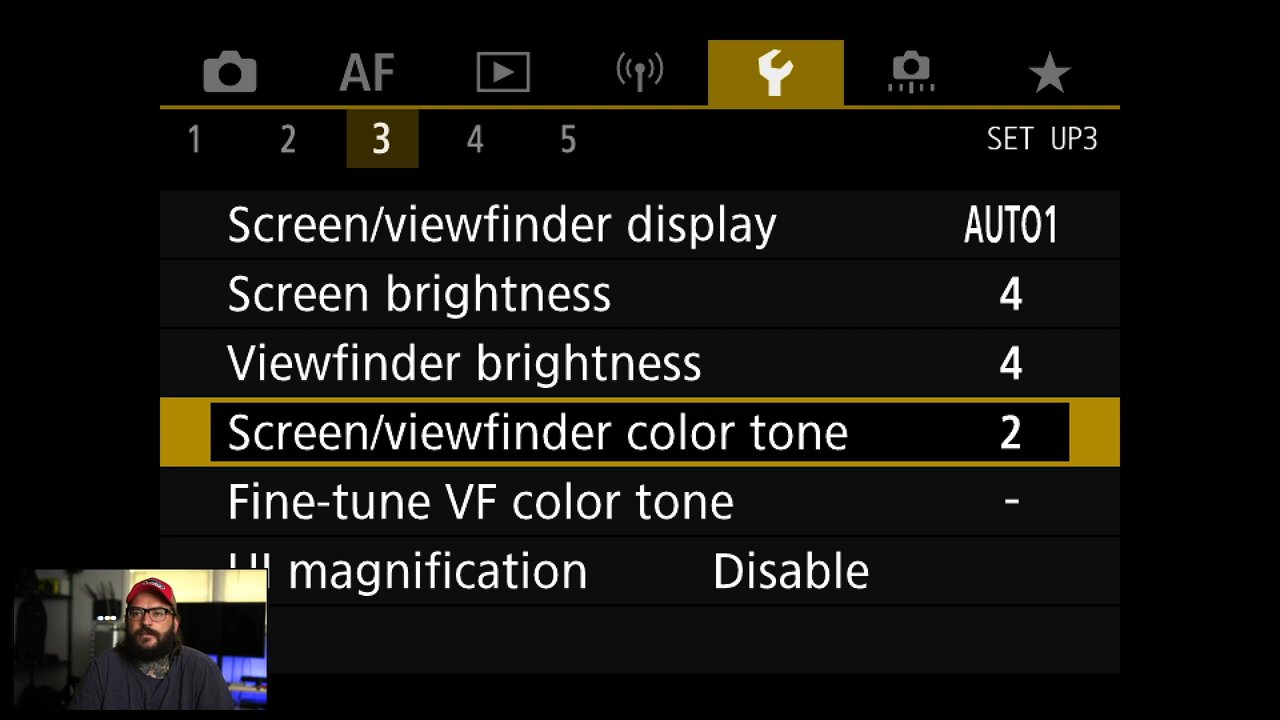 AF
1 2 3 4 5 SET UP3
Screen/viewfinder display AUTO1
Screen brightness 4
Viewfinder brightness 4
Screen/viewfinder color tone 2
Fine-tune VF color tone -
UI magnification Disable